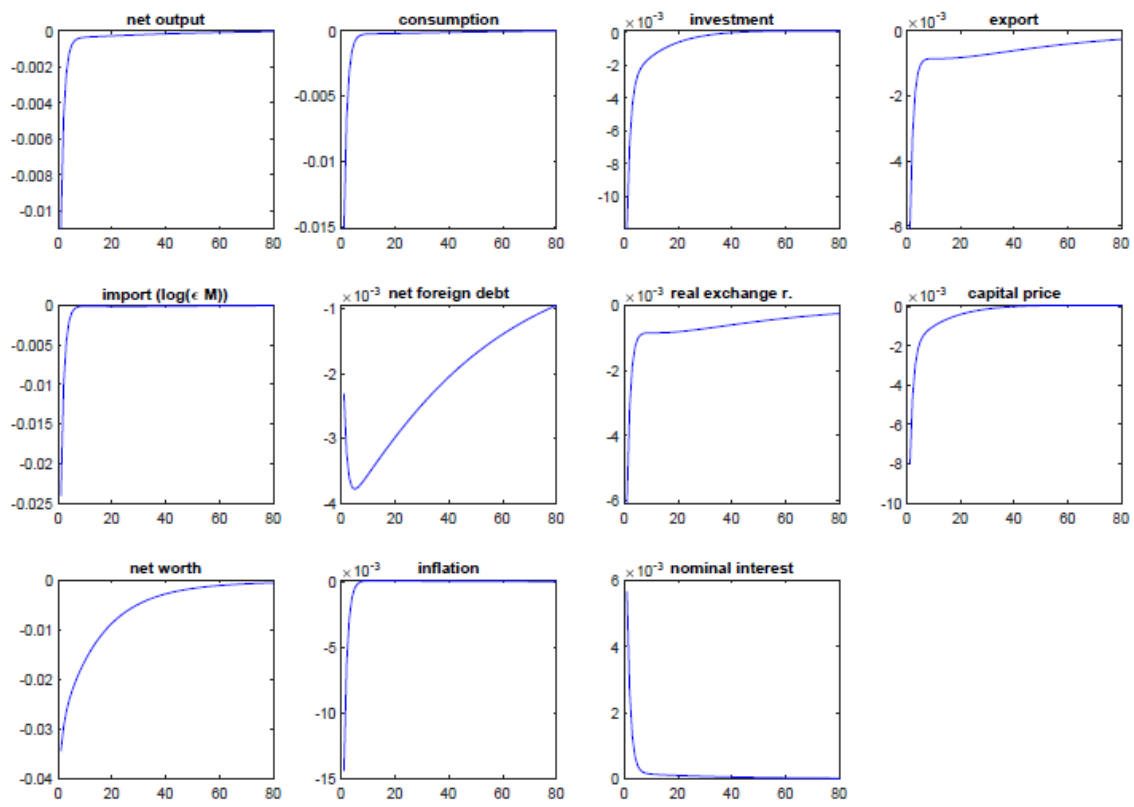 net output
0
-0.002
-0.004
-0.006
-0.008
-0.01
0 20 40 60 80
consumption
0
-0.005
-0.01
-0.015
0 20 40 60 80
investment
×10⁻³
0
-2
-4
-6
-8
-10
0 20 40 60 80
export
×10⁻³
0
-2
-4
-6
0 20 40 60 80
import (log(ϵ M))
0
-0.005
-0.01
-0.015
-0.02
-0.025
0 20 40 60 80
net foreign debt
×10⁻³
-1
-2
-3
-4
0 20 40 60 80
real exchange r.
×10⁻³
0
-2
-4
-6
0 20 40 60 80
capital price
×10⁻³
0
-2
-4
-6
-8
-10
0 20 40 60 80
net worth
0
-0.01
-0.02
-0.03
-0.04
0 20 40 60 80
inflation
×10⁻³
0
-5
-10
-15
0 20 40 60 80
nominal interest
×10⁻³
6
4
2
0
0 20 40 60 80